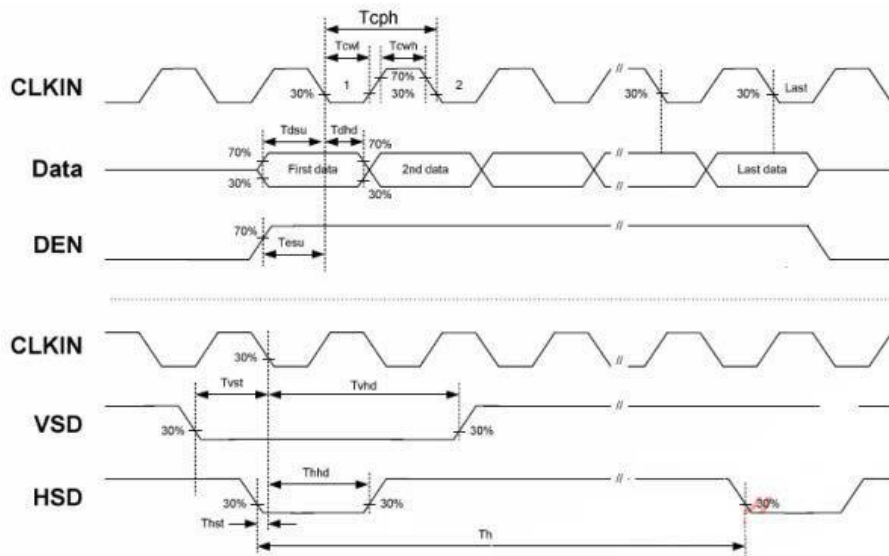 Tcph
Tcwl
Tcwh
CLKIN
30%
1
70%
30%
2
30%
30%
Last
Tdsu
Tdhd
Data
70%
30%
First data
70%
30%
2nd data
Last data
DEN
70%
Tesu
CLKIN
30%
Tvst
Tvhd
VSD
30%
30%
HSD
Thhd
30%
30%
30%
Thst
Th